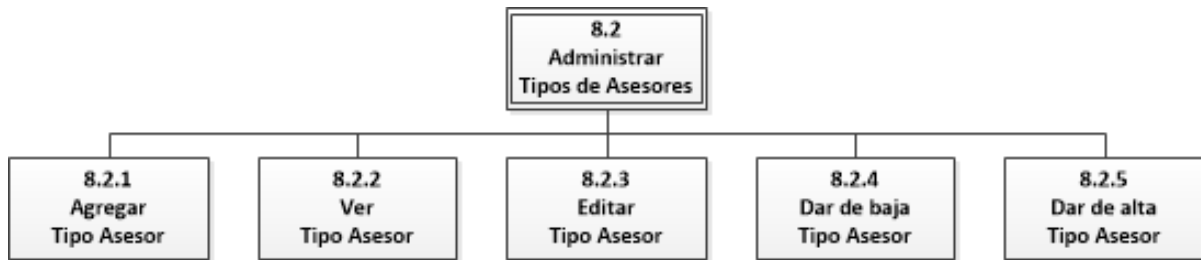 8.2
Administrar
Tipos de Asesores
8.2.1
Agregar
Tipo Asesor
8.2.2
Ver
Tipo Asesor
8.2.3
Editar
Tipo Asesor
8.2.4
Dar de baja
Tipo Asesor
8.2.5
Dar de alta
Tipo Asesor